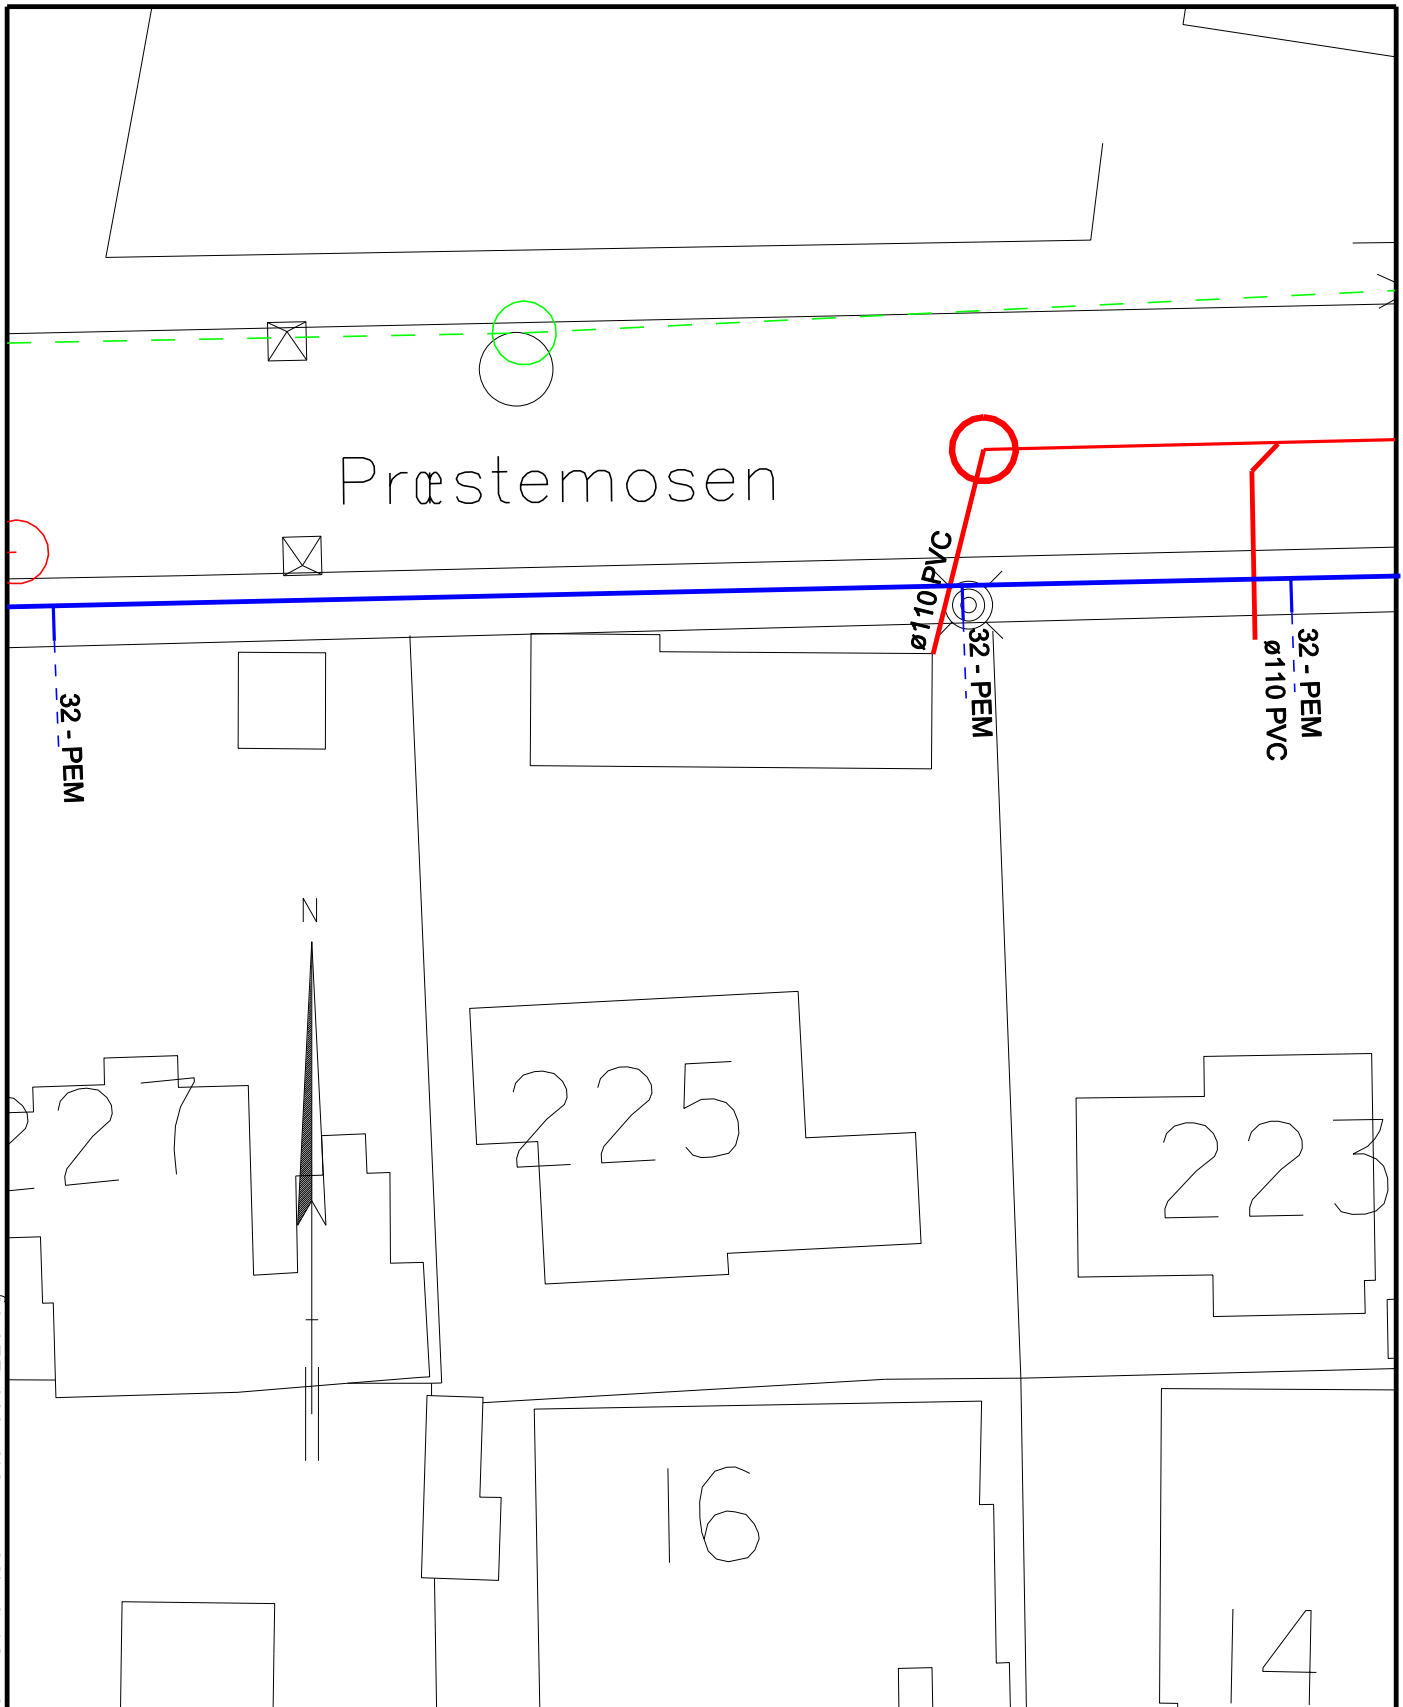 Præstemosen
ø110 PVC
32 - PEM
ø110 PVC
32 - PEM
32 - PEM
N
227
225
223
16
14